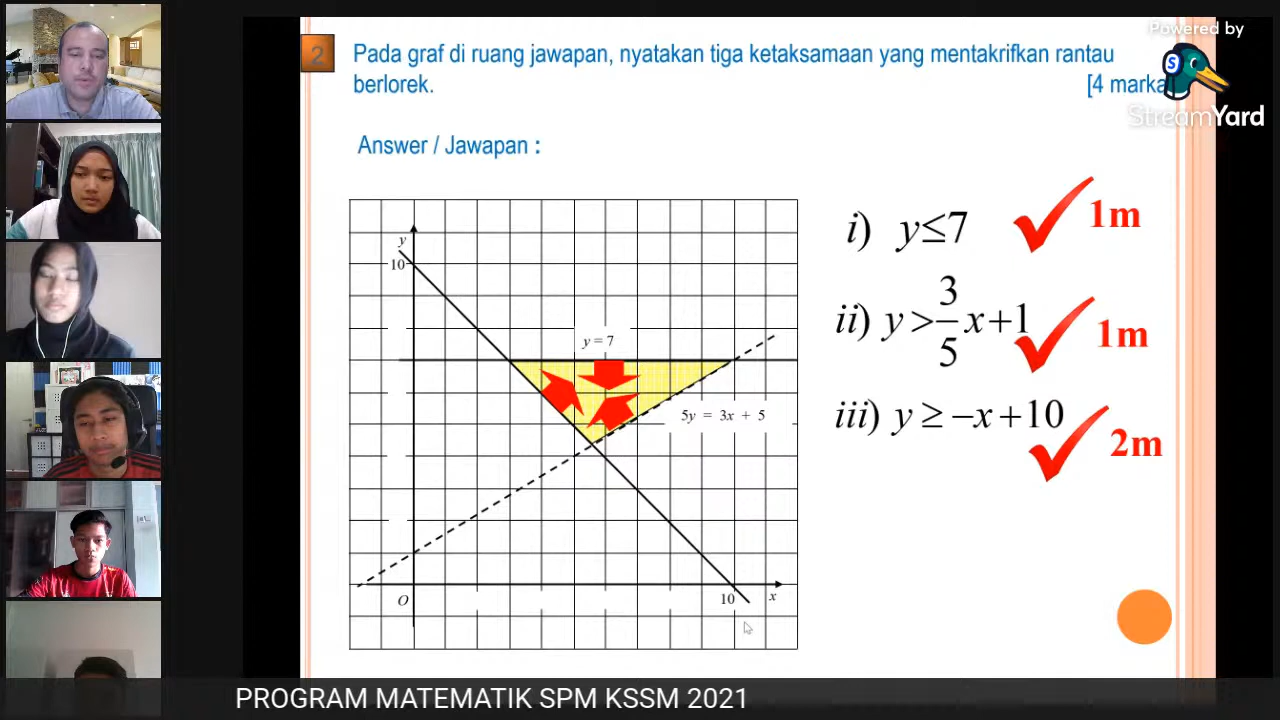 Powered by
StreamYard
2
Pada graf di ruang jawapan, nyatakan tiga ketaksamaan yang mentakrifkan rantau
berlorek.
[4 marka
Answer / Jawapan :
y
10
y = 7
5y = 3x + 5
O
10
x
i) y≤7
1m
ii) y>3/5x+1
1m
iii) y ≥ −x+10
2m
PROGRAM MATEMATIK SPM KSSM 2021